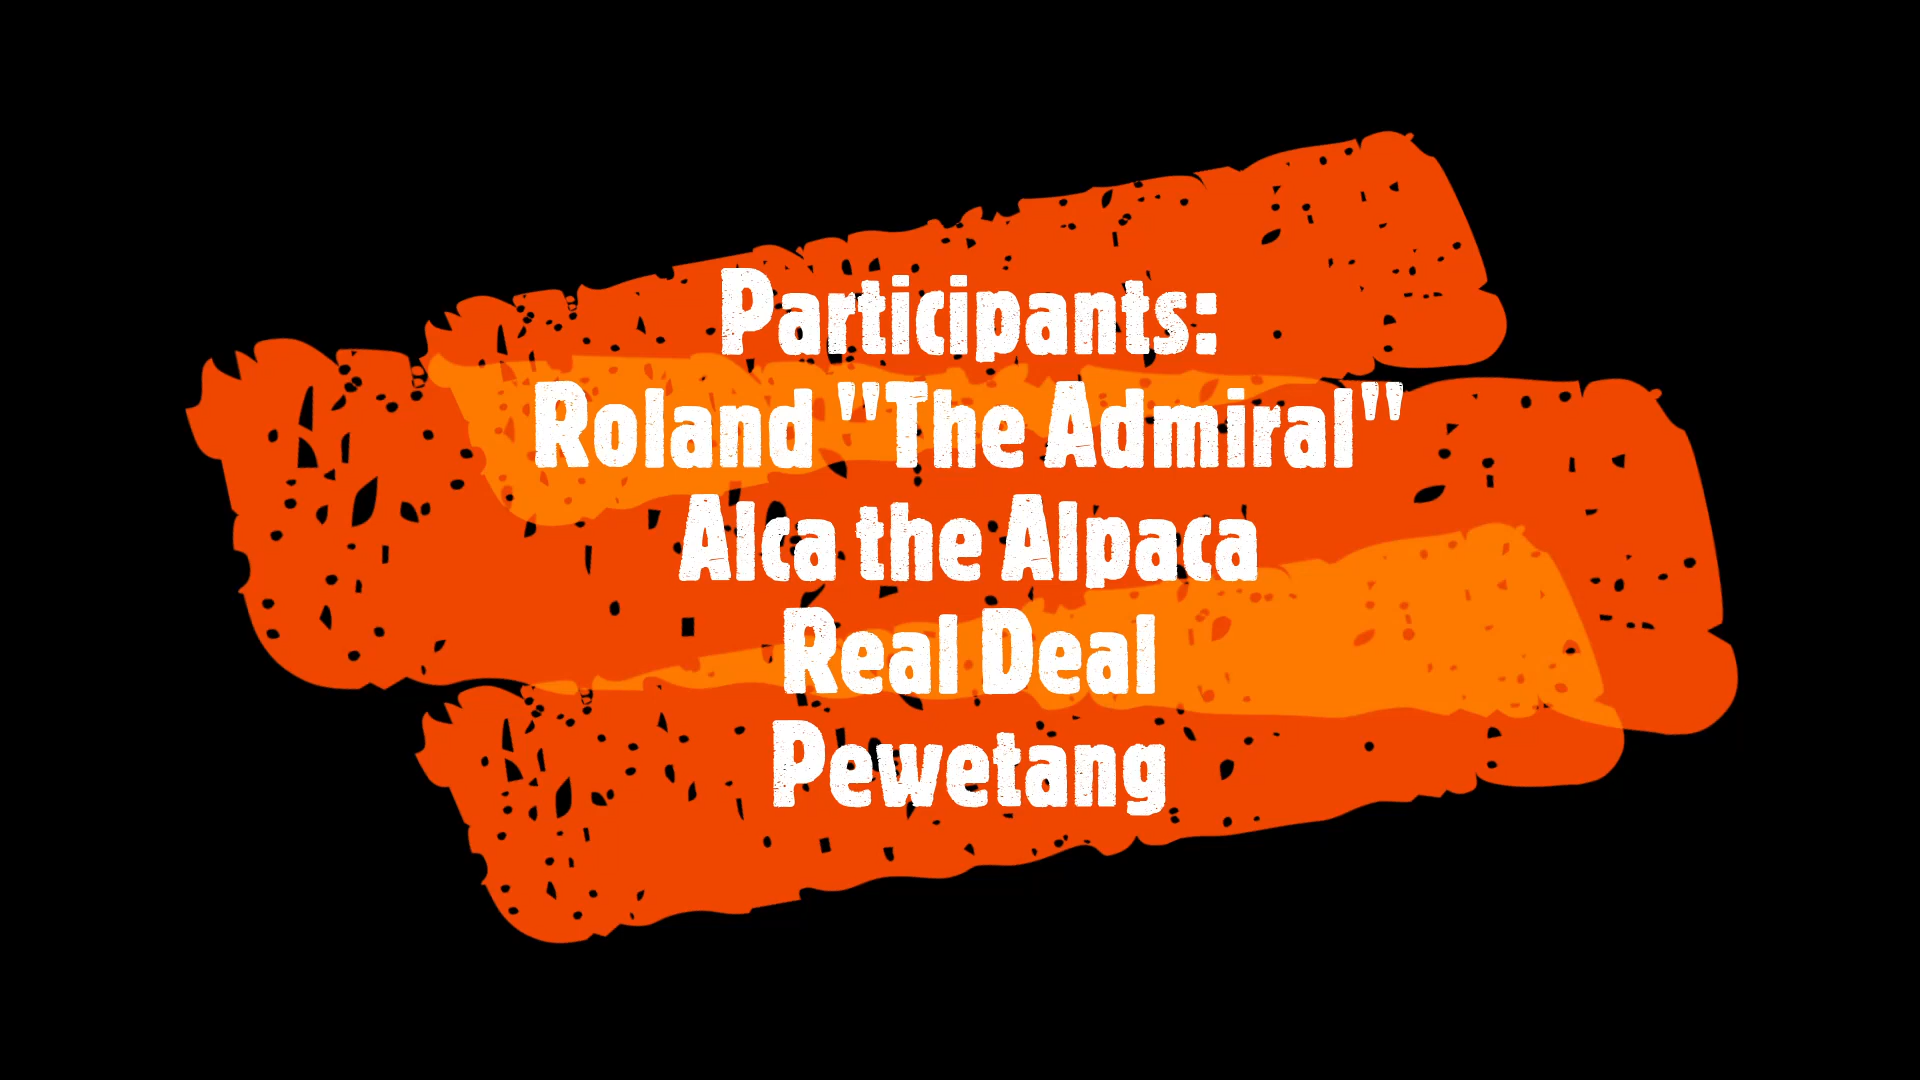 Participants:
Roland "The Admiral"
Alca the Alpaca
Real Deal
Pewetang